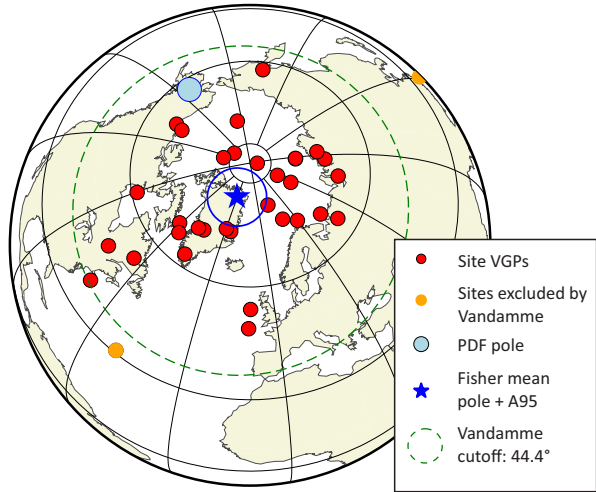 Site VGPs
Sites excluded by
Vandamme
PDF pole
Fisher mean
pole + A95
Vandamme
cutoff: 44.4°